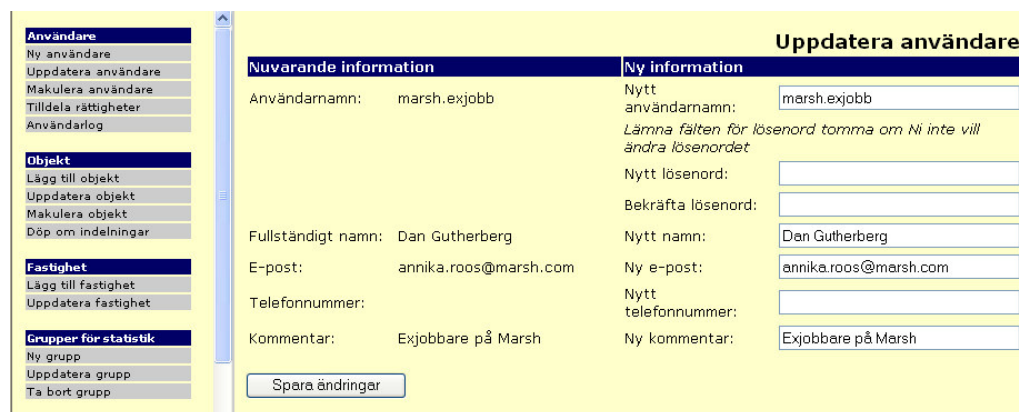 Användare
Ny användare
Uppdatera användare
Makulera användare
Tilldela rättigheter
Användarlog
Objekt
Lägg till objekt
Uppdatera objekt
Makulera objekt
Döp om indelningar
Fastighet
Lägg till fastighet
Uppdatera fastighet
Grupper för statistik
Ny grupp
Uppdatera grupp
Ta bort grupp
Uppdatera användare
Nuvarande information Ny information
Användarnamn: marsh.exjobb Nytt användarnamn: marsh.exjobb
Lämna fälten för lösenord tomma om Ni inte vill
ändra lösenordet
Nytt lösenord:
Bekräfta lösenord:
Fullständigt namn: Dan Gutherberg Nytt namn: Dan Gutherberg
E-post: annika.roos@marsh.com Ny e-post: annika.roos@marsh.com
Telefonnummer: Nytt telefonnummer:
Kommentar: Exjobbare på Marsh Ny kommentar: Exjobbare på Marsh
Spara ändringar